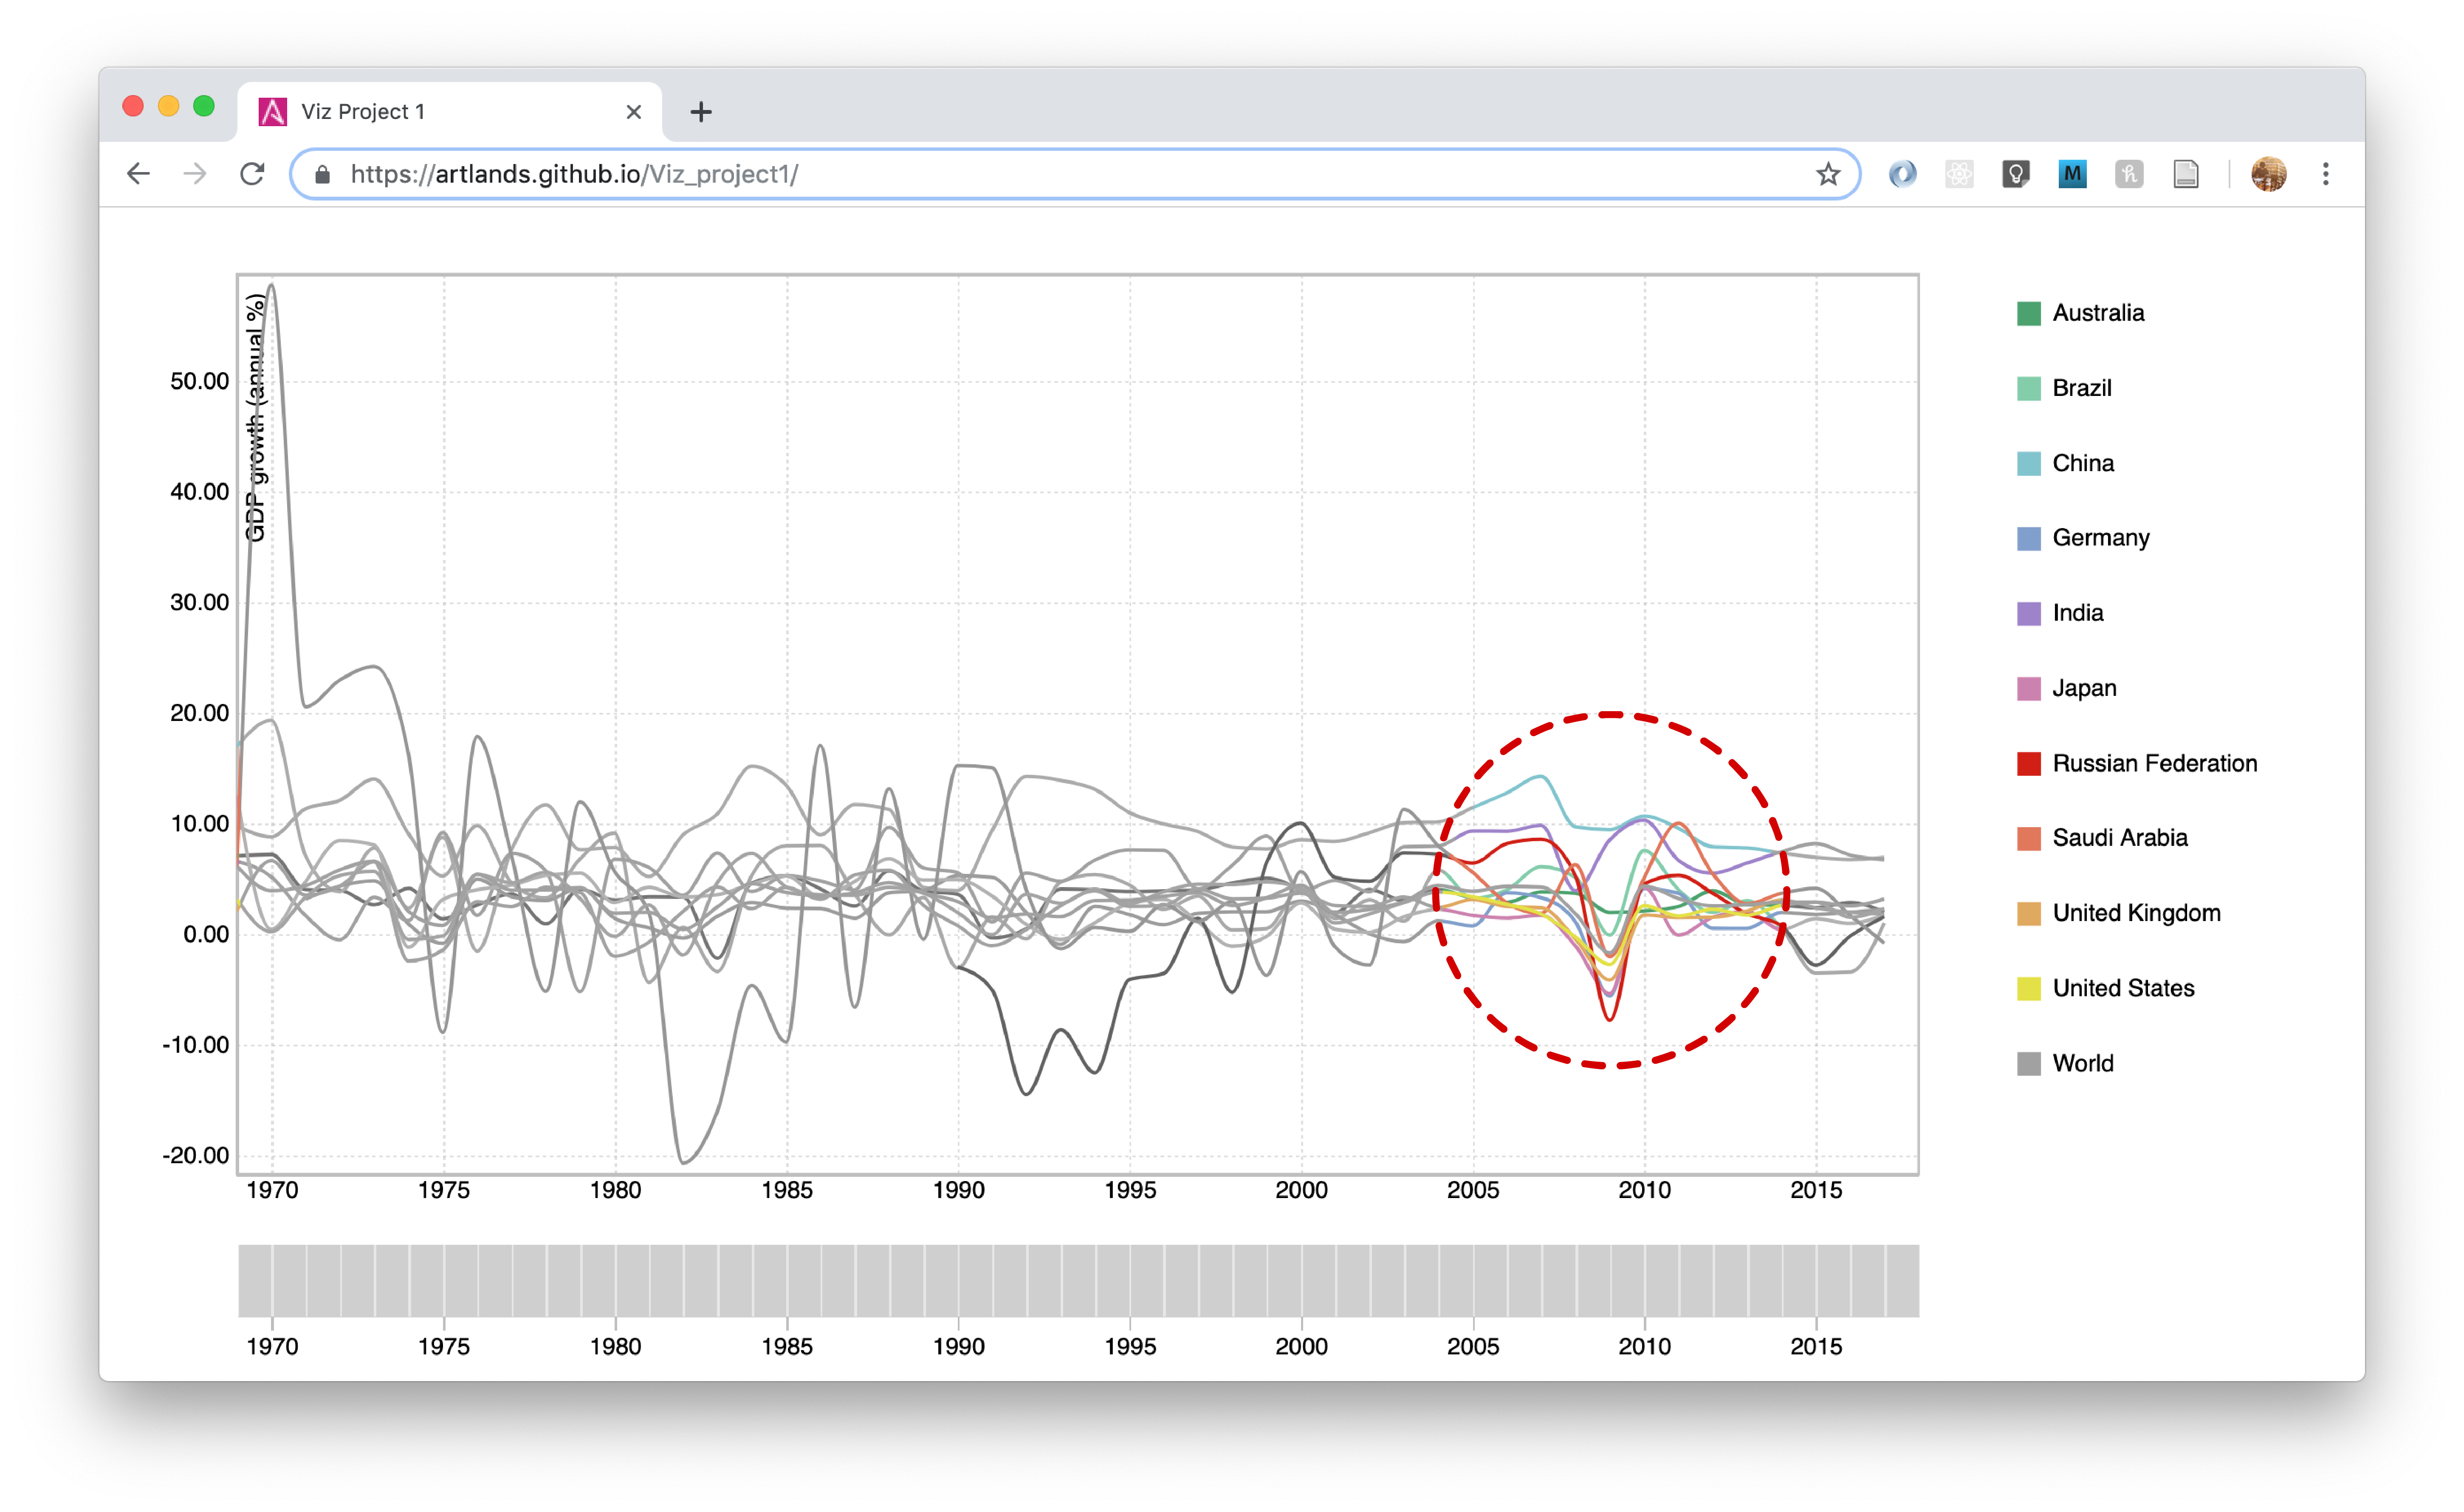 Viz Project 1
https://artlands.github.io/Viz_project1/
M
GDP growth (annual %)
50.00
40.00
30.00
20.00
10.00
0.00
-10.00
-20.00
1970 1975 1980 1985 1990 1995 2000 2005 2010 2015
1970 1975 1980 1985 1990 1995 2000 2005 2010 2015
Australia
Brazil
China
Germany
India
Japan
Russian Federation
Saudi Arabia
United Kingdom
United States
World